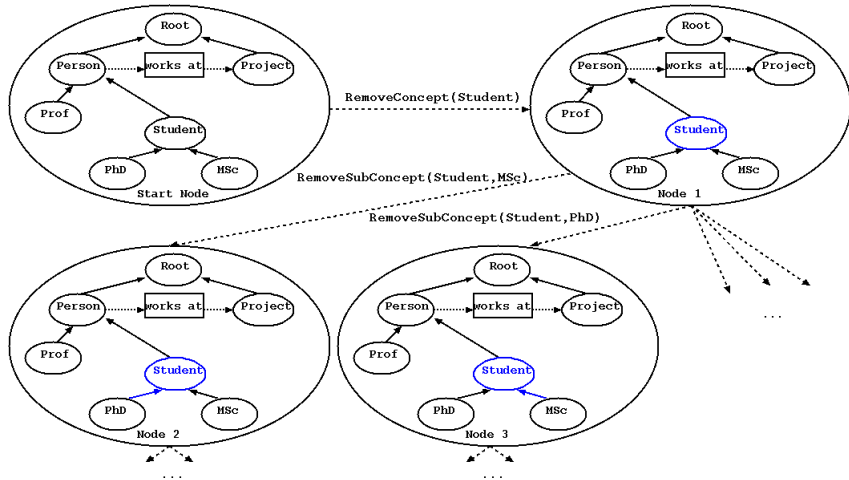 Root
Person
works at
Project
Prof
Student
PhD
MSc
Start Node
RemoveConcept(Student)
Root
Person
works at
Project
Prof
Student
PhD
MSc
Node 1
RemoveSubConcept(Student,MSc)
RemoveSubConcept(Student,PhD)
...
Root
Person
works at
Project
Prof
Student
PhD
MSc
Node 2
...
Root
Person
works at
Project
Prof
Student
PhD
MSc
Node 3
...